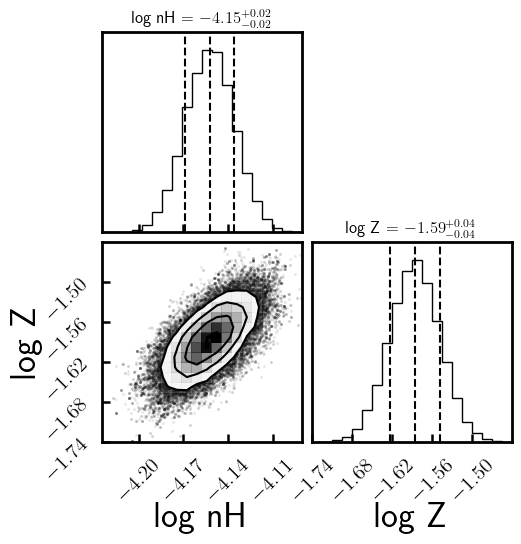 log nH = −4.15+0.02−0.02
log Z = −1.59+0.04−0.04
log Z
−1.50
−1.56
−1.62
−1.68
−1.74
−4.20 −4.17 −4.14 −4.11
−1.74 −1.68 −1.62 −1.56 −1.50
log nH
log Z